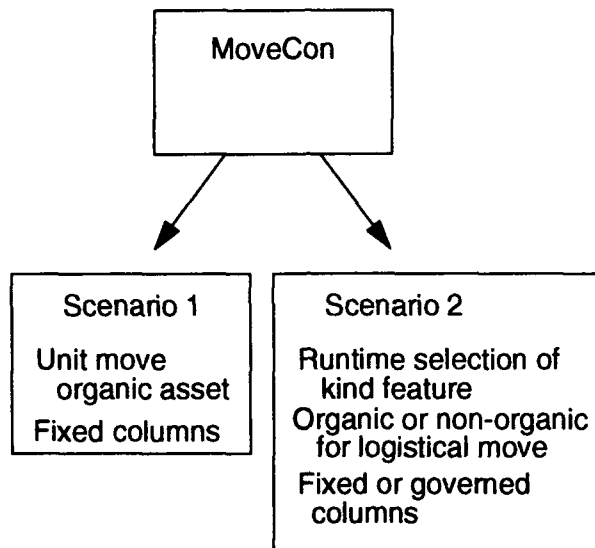 MoveCon
Scenario 1
Unit move
organic asset
Fixed columns
Scenario 2
Runtime selection of
kind feature
Organic or non-organic
for logistical move
Fixed or governed
columns